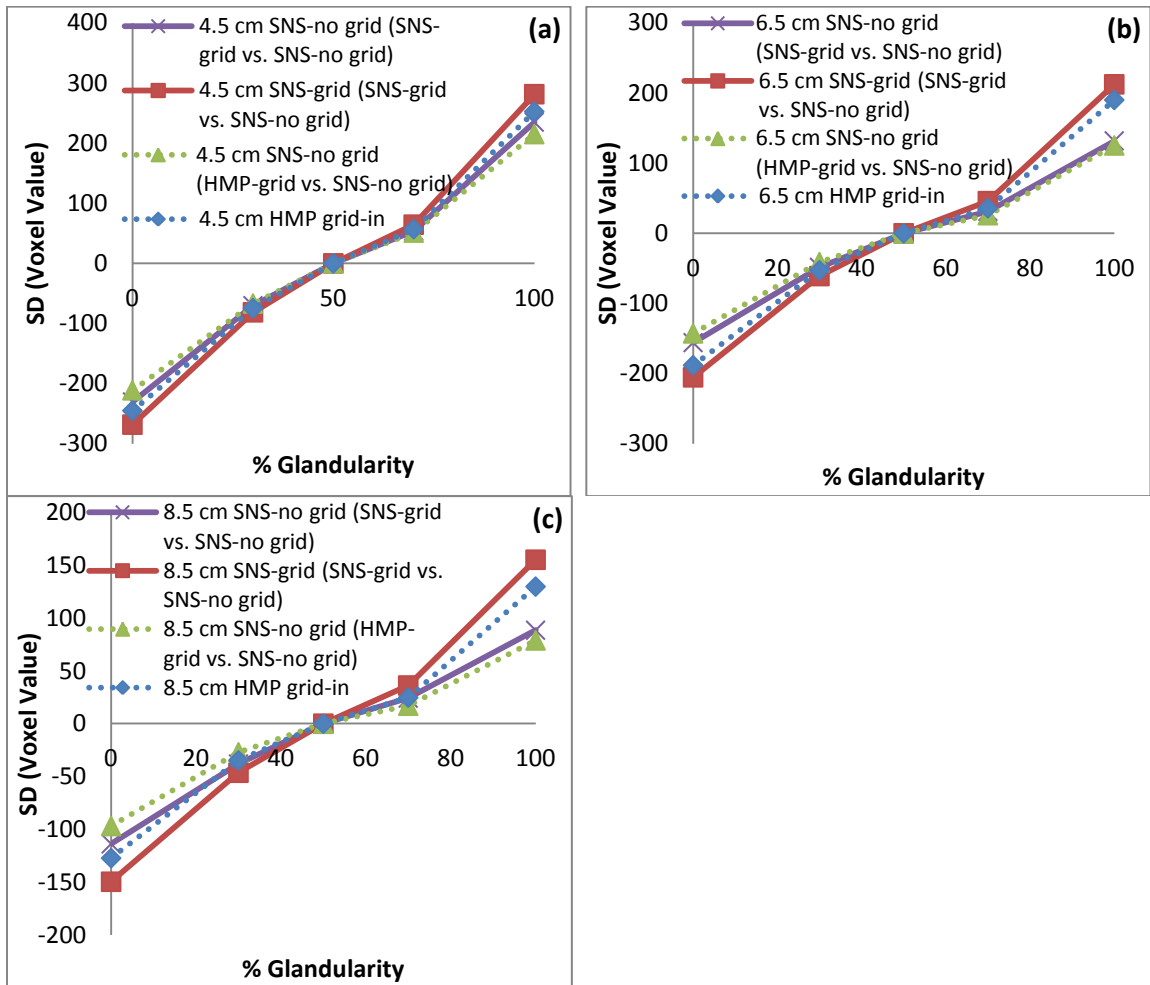 400
300
200
100
0
-100
-200
-300
0
50
100
SD (Voxel Value)
% Glandularity
(a)
4.5 cm SNS-no grid (SNS-
grid vs. SNS-no grid)
4.5 cm SNS-grid (SNS-grid
vs. SNS-no grid)
4.5 cm SNS-no grid
(HMP-grid vs. SNS-no grid)
4.5 cm HMP grid-in
300
200
100
0
-100
-200
-300
0
20
40
60
80
100
SD (Voxel Value)
% Glandularity
(b)
6.5 cm SNS-no grid
(SNS-grid vs. SNS-no grid)
6.5 cm SNS-grid (SNS-grid
vs. SNS-no grid)
6.5 cm SNS-no grid
(HMP-grid vs. SNS-no grid)
6.5 cm HMP grid-in
200
150
100
50
0
-50
-100
-150
-200
0
20
40
60
80
100
SD (Voxel Value)
% Glandularity
(c)
8.5 cm SNS-no grid (SNS-grid
vs. SNS-no grid)
8.5 cm SNS-grid (SNS-grid vs.
SNS-no grid)
8.5 cm SNS-no grid (HMP-
grid vs. SNS-no grid)
8.5 cm HMP grid-in